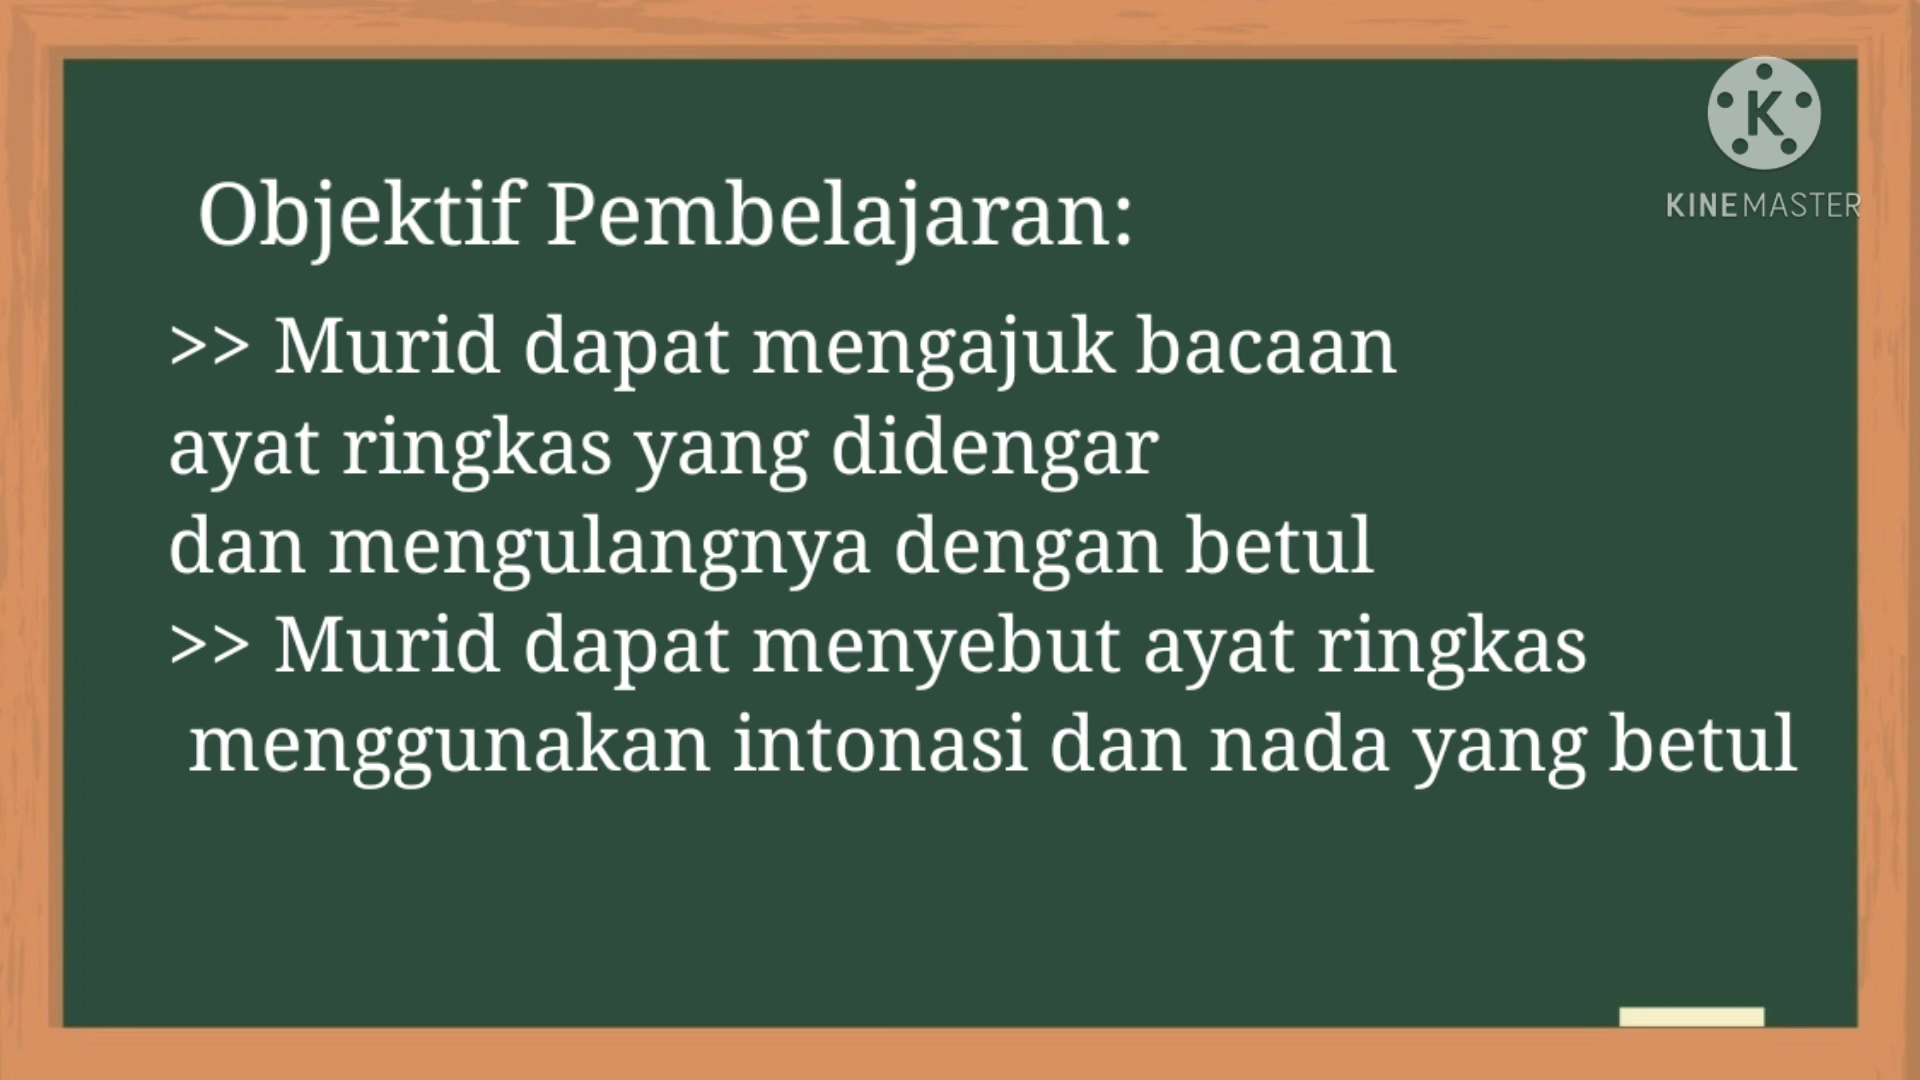 K
KINEMASTER
Objektif Pembelajaran:
>> Murid dapat mengajuk bacaan
ayat ringkas yang didengar
dan mengulangnya dengan betul
>> Murid dapat menyebut ayat ringkas
menggunakan intonasi dan nada yang betul